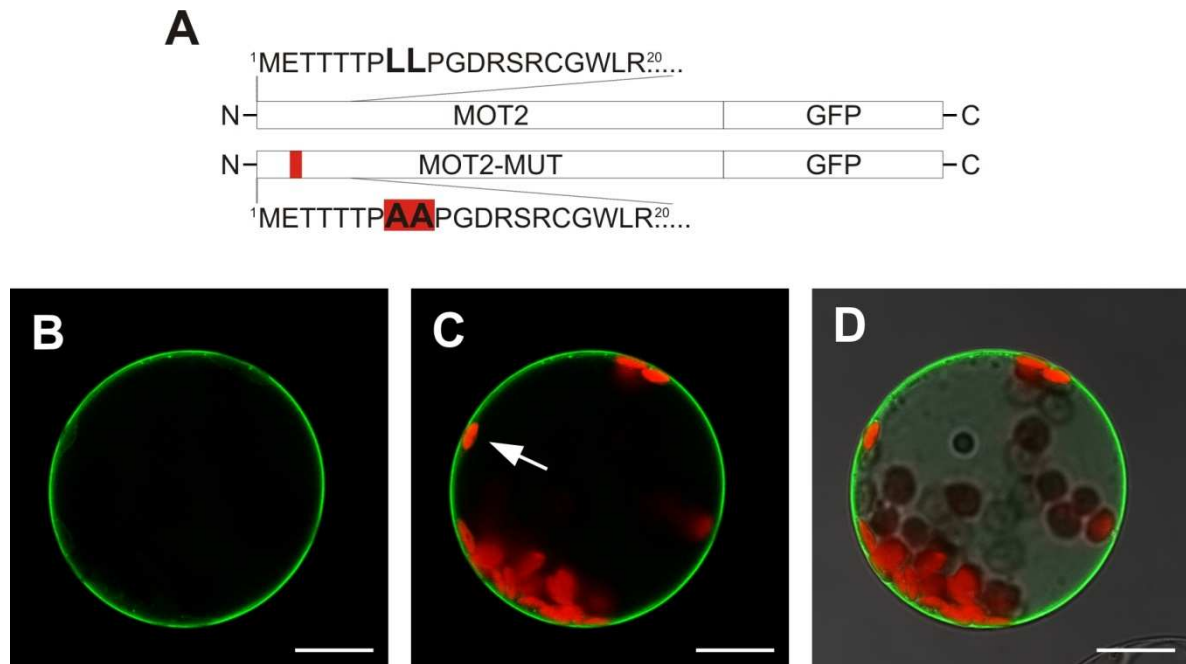 A
¹METTTTPLLPGDRSRCGWLR²⁰.....
N MOT2 GFP C
N MOT2-MUT GFP C
¹METTTTPAAPGDRSRCGWLR²⁰.....
B C D